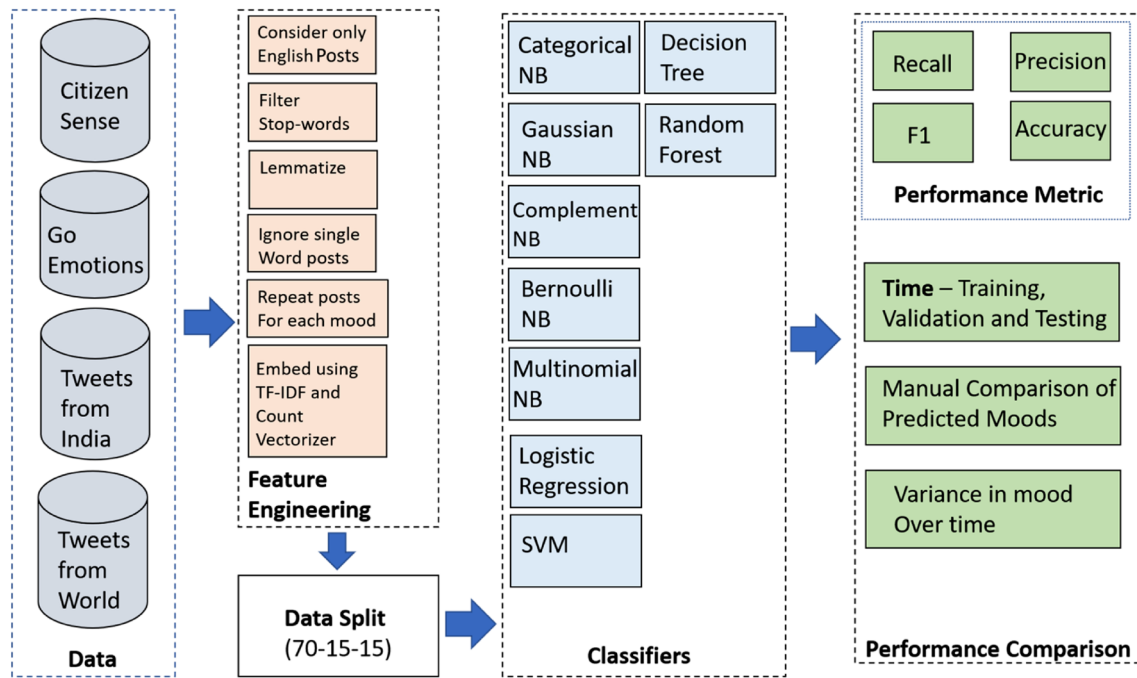 Citizen
Sense
Go
Emotions
Tweets
from
India
Tweets
from
World
Data
Consider only
English Posts
Filter
Stop-words
Lemmatize
Ignore single
Word posts
Repeat posts
For each mood
Embed using
TF-IDF and
Count
Vectorizer
Feature
Engineering
Data Split
(70-15-15)
Categorical
NB
Decision
Tree
Gaussian
NB
Random
Forest
Complement
NB
Bernoulli
NB
Multinomial
NB
Logistic
Regression
SVM
Classifiers
Recall
Precision
F1
Accuracy
Performance Metric
Time – Training,
Validation and Testing
Manual Comparison of
Predicted Moods
Variance in mood
Over time
Performance Comparison